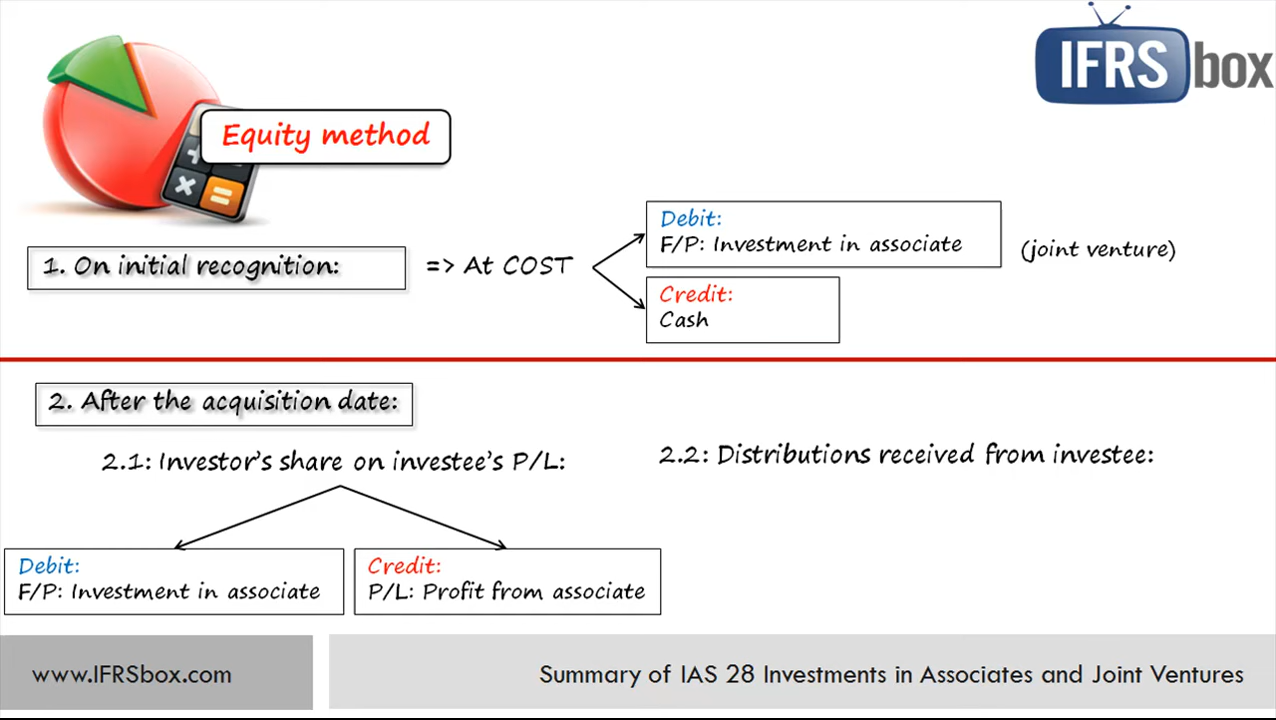 IFRS box
Equity method
1. On initial recognition:
=> At COST
Debit:
F/P: Investment in associate
(joint venture)
Credit:
Cash
2. After the acquisition date:
2.1: Investor's share on investee's P/L:
2.2: Distributions received from investee:
Debit:
F/P: Investment in associate
Credit:
P/L: Profit from associate
www.IFRSbox.com
Summary of IAS 28 Investments in Associates and Joint Ventures